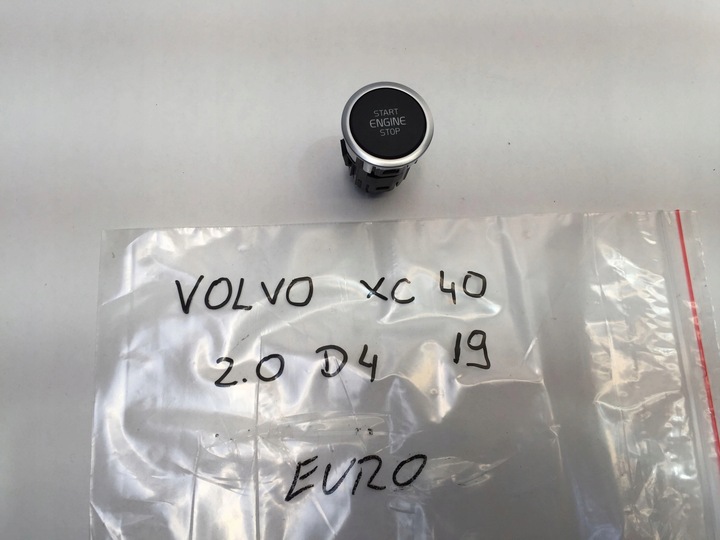 START
ENGINE
STOP
VOLVO XC 40
2.0 D4 19
EURO